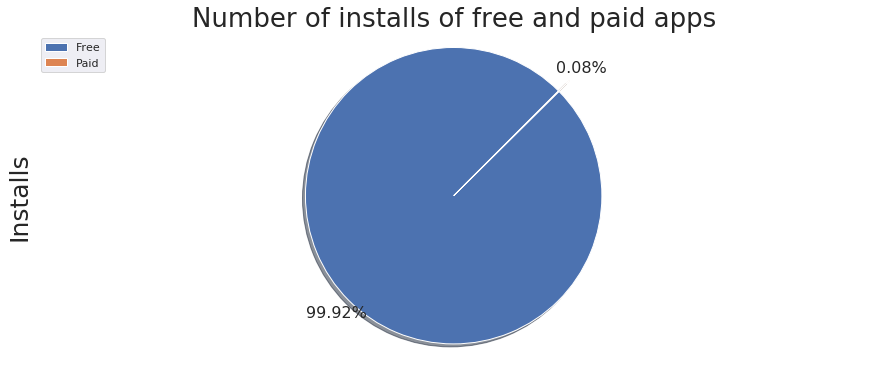 Number of installs of free and paid apps
Free
Paid
0.08%
Installs
99.92%